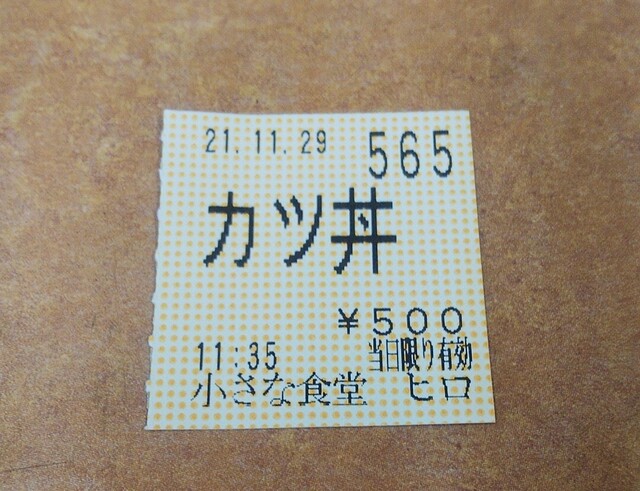 21.11.29 565
カツ丼
¥500
11:35 当日限り有効
小さな食堂 ヒロ